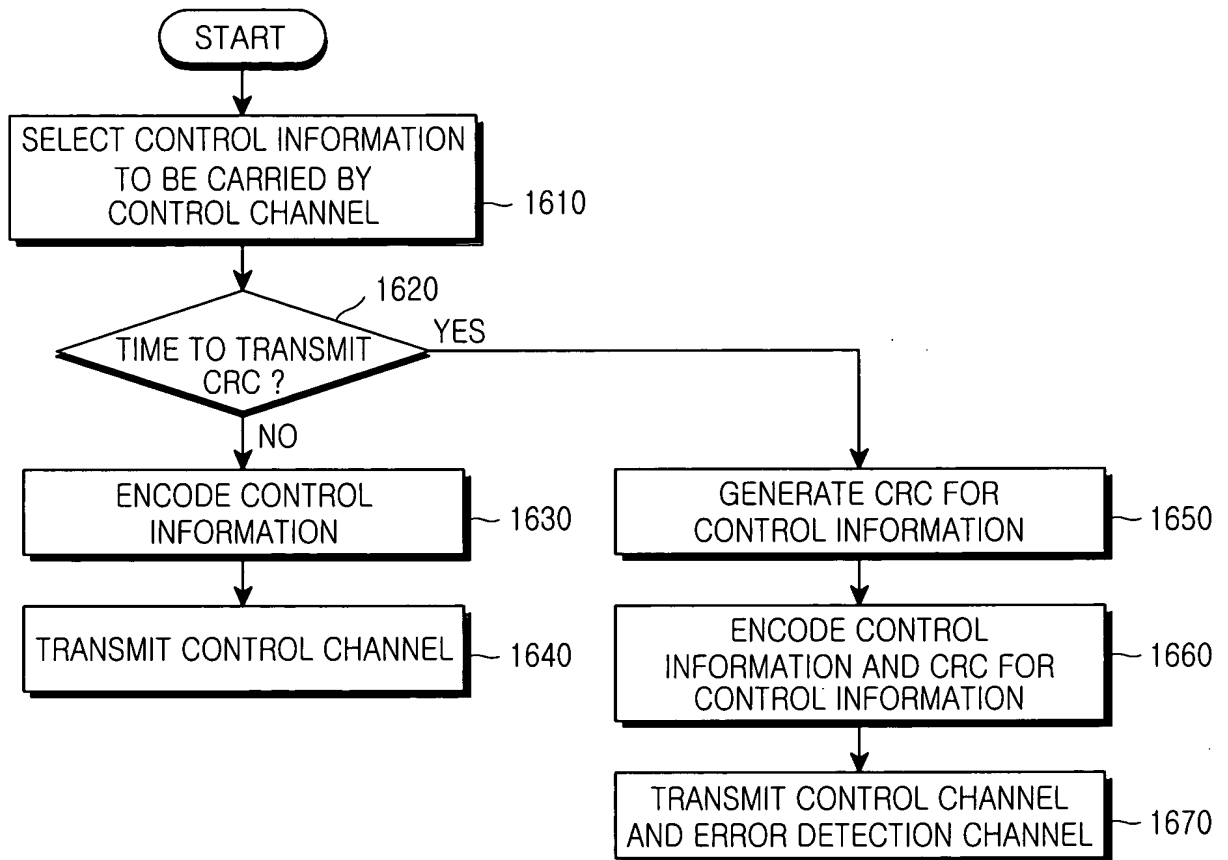 START
SELECT CONTROL INFORMATION
TO BE CARRIED BY
CONTROL CHANNEL
1610
1620
TIME TO TRANSMIT
CRC ?
YES
NO
ENCODE CONTROL
INFORMATION
1630
TRANSMIT CONTROL CHANNEL
1640
GENERATE CRC FOR
CONTROL INFORMATION
1650
ENCODE CONTROL
INFORMATION AND CRC FOR
CONTROL INFORMATION
1660
TRANSMIT CONTROL CHANNEL
AND ERROR DETECTION CHANNEL
1670